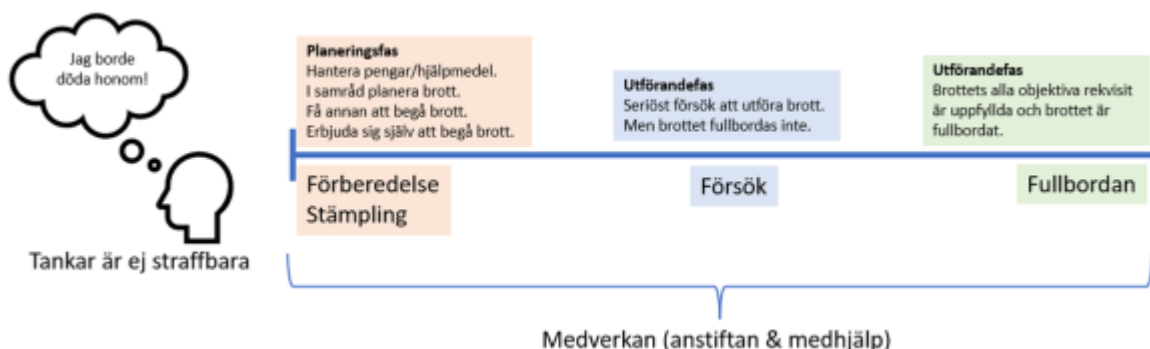 Jag borde
döda honom!
Tankar är ej straffbara
Planeringsfas
Hantera pengar/hjälpmedel.
I samråd planera brott.
Få annan att begå brott.
Erbjuda sig själv att begå brott.
Utförandefas
Seriöst försök att utföra brott.
Men brottet fullbordas inte.
Utförandefas
Brottets alla objektiva rekvisit
är uppfyllda och brottet är
fullbordat.
Förberedelse
Stämpling
Försök
Fullbordan
Medverkan (anstiftan & medhjälp)